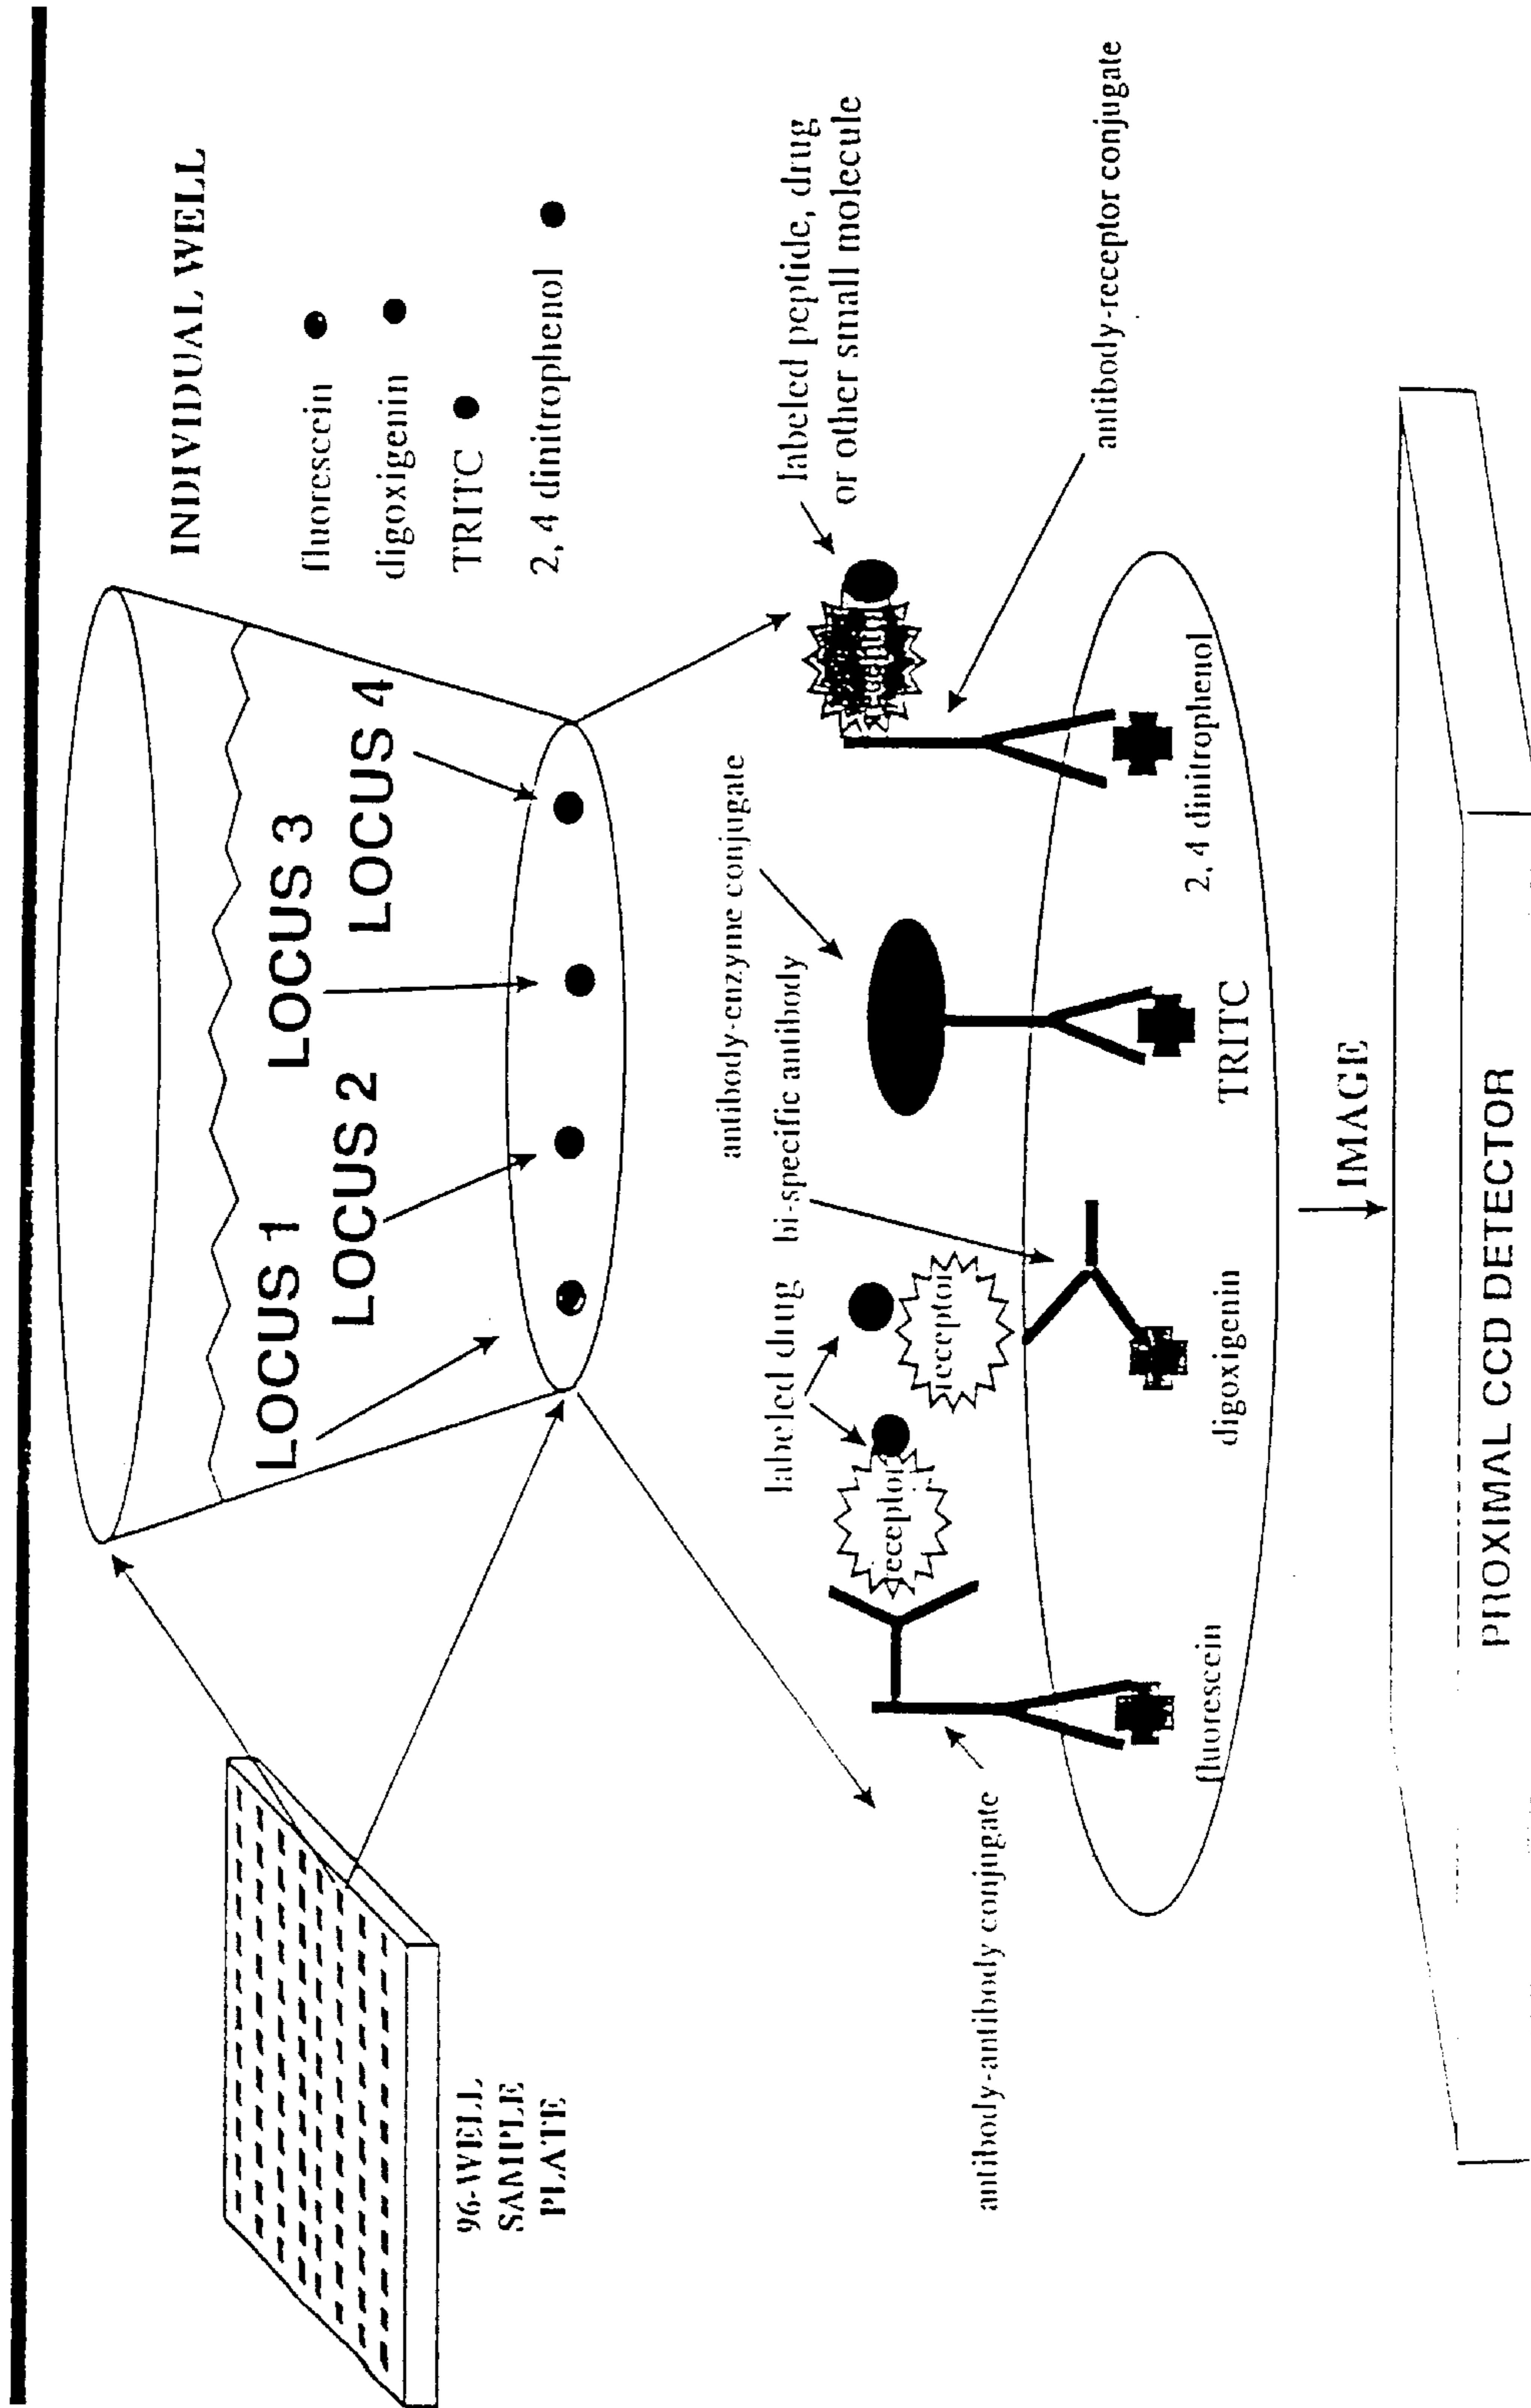 INDIVIDUAL WELL
fluorescein
digoxigenin
TRITC
2, 4 dinitrophenol
LOCUS 1
LOCUS 2
LOCUS 3
LOCUS 4
96-WELL
SAMPLE
PLATE
labeled peptide, drug
or other small molecule
antibody-receptor conjugate
antibody-enzyme conjugate
bi-specific antibody
labeled drug
receptor
receptor
antibody-antibody conjugate
fluorescein
digoxigenin
TRITC
2, 4 dinitrophenol
IMAGE
PROXIMAL CCD DETECTOR